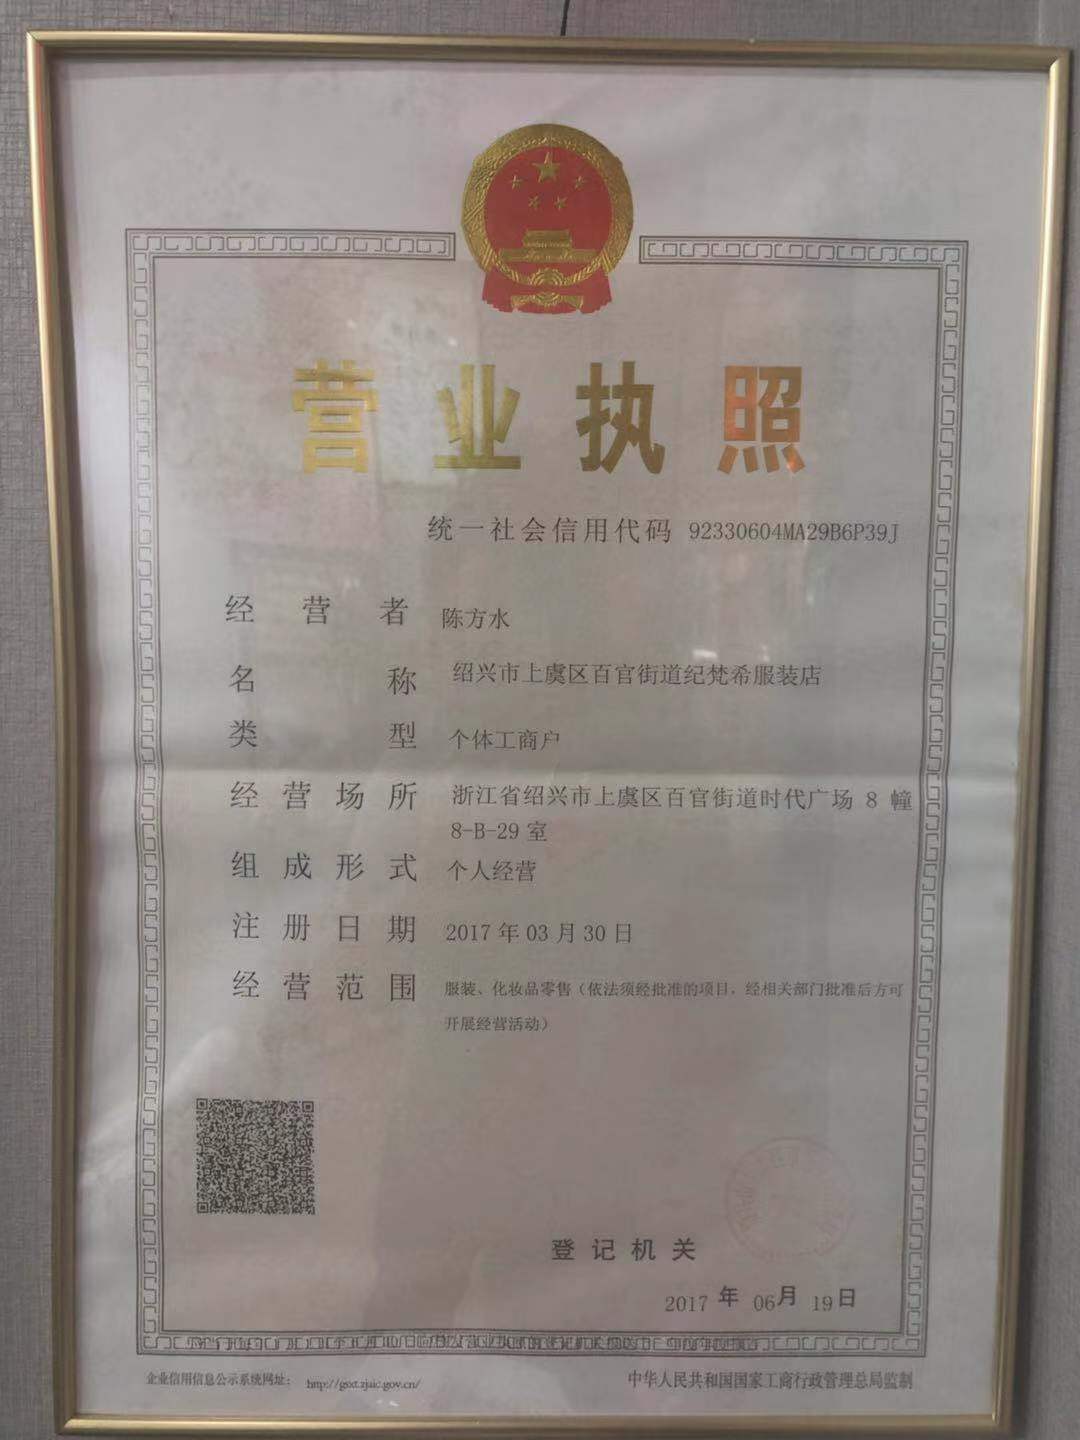 营业执照
统一社会信用代码 92330604MA29B6P39J
经营者 陈方水
名称 绍兴市上虞区百官街道纪梵希服装店
类型 个体工商户
经营场所 浙江省绍兴市上虞区百官街道时代广场 8 幢
8-B-29 室
组成形式 个人经营
注册日期 2017 年 03 月 30 日
经营范围 服装、化妆品零售（依法须经批准的项目，经相关部门批准后方可
开展经营活动）
登记机关
2017 年 06月 19日
企业信用信息公示系统网址： http://gsxt.zjaic.gov.cn/
中华人民共和国国家工商行政管理总局监制